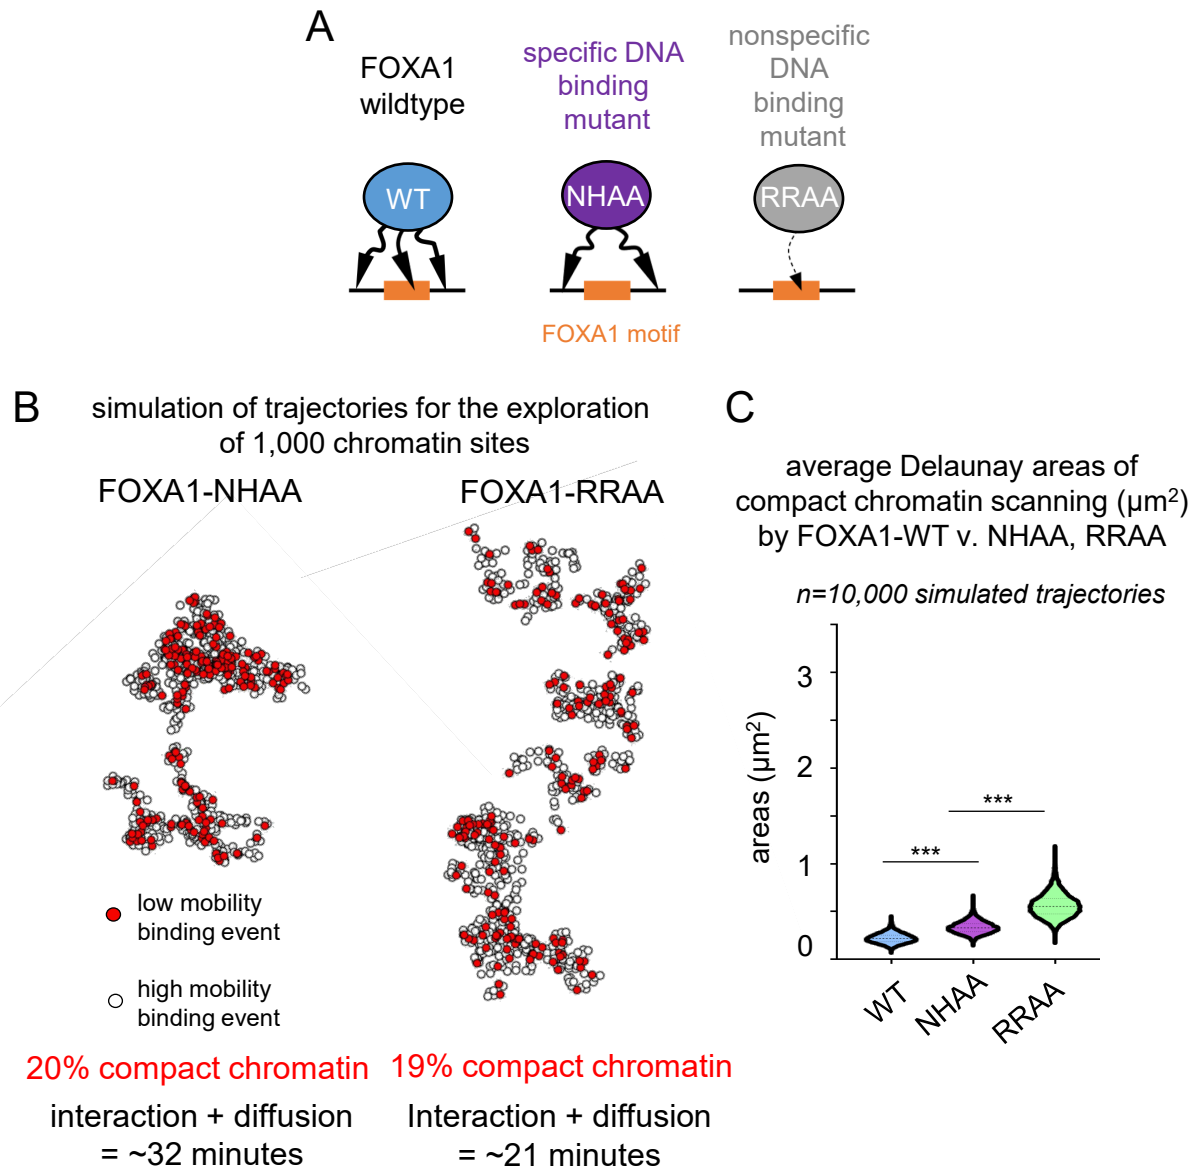 A
FOXA1
wildtype
specific DNA
binding
mutant
nonspecific
DNA
binding
mutant
WT
NHAA
RRAA
FOXA1 motif
B
simulation of trajectories for the exploration
of 1,000 chromatin sites
FOXA1-NHAA
FOXA1-RRAA
low mobility
binding event
high mobility
binding event
20% compact chromatin
interaction + diffusion
= ~32 minutes
19% compact chromatin
Interaction + diffusion
= ~21 minutes
C
average Delaunay areas of
compact chromatin scanning (µm²)
by FOXA1-WT v. NHAA, RRAA
n=10,000 simulated trajectories
areas (µm²)
3
2
1
0
***
***
WT
NHAA
RRAA